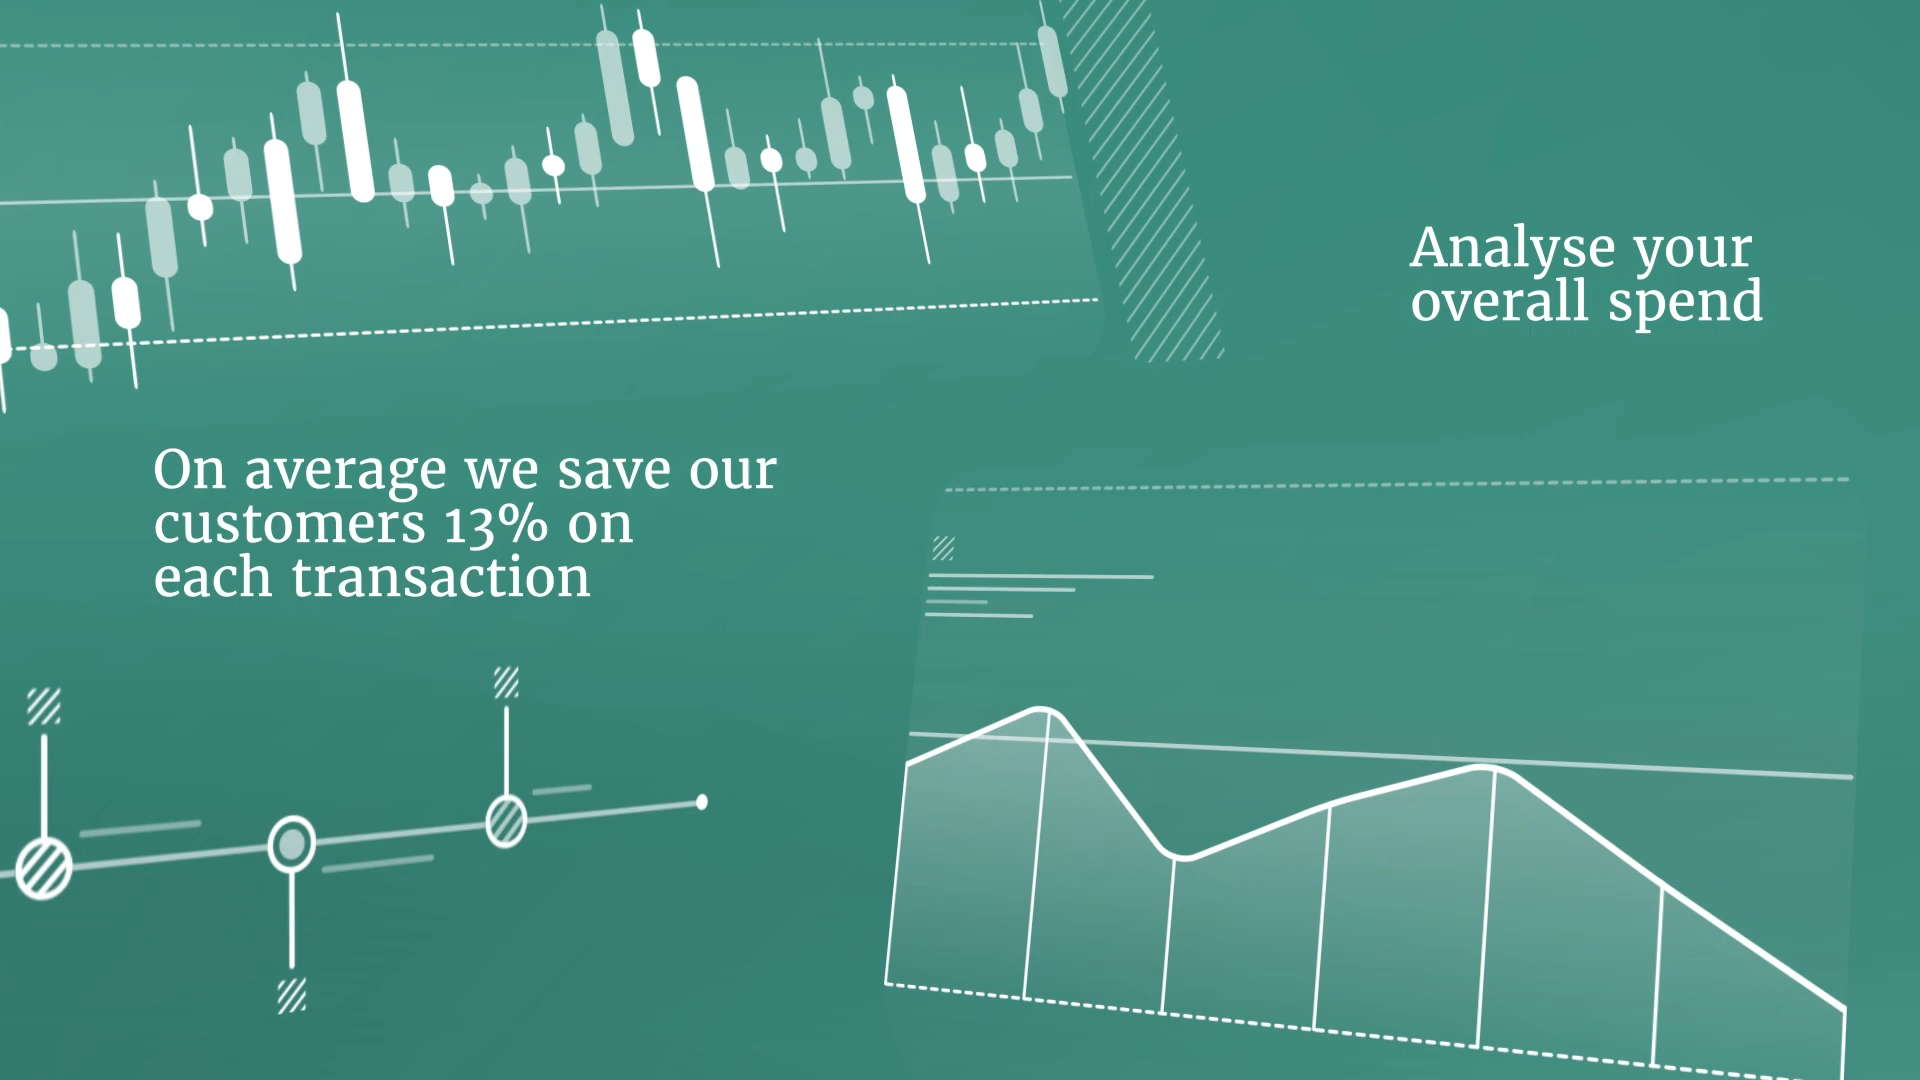 Analyse your
overall spend
On average we save our
customers 13% on
each transaction